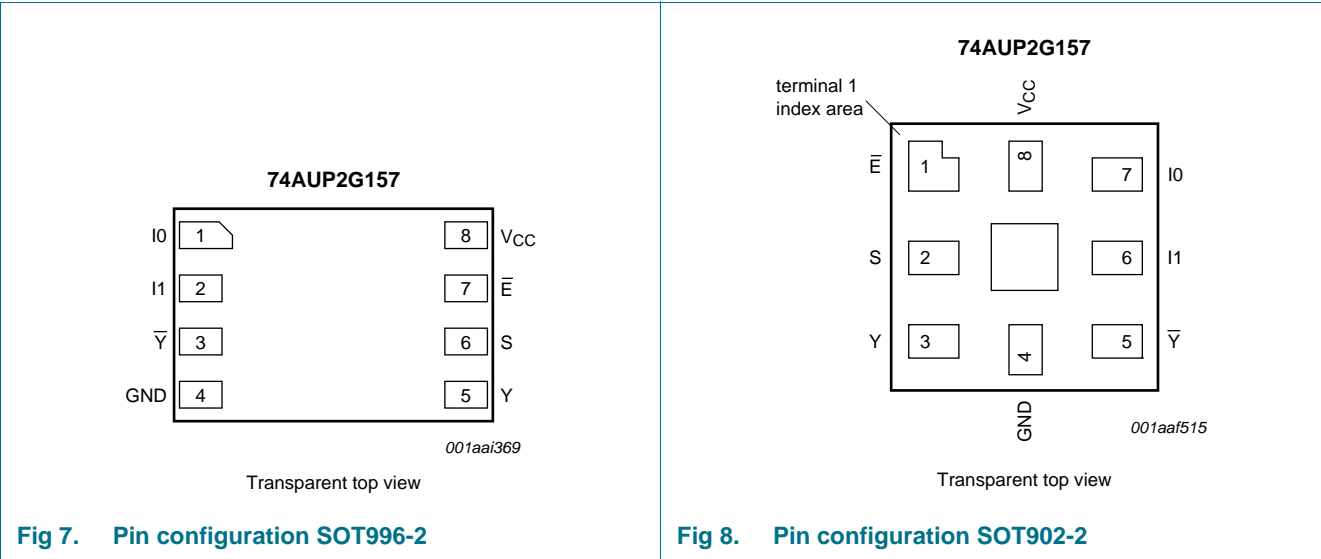 74AUP2G157
I0 1 8 VCC
I1 2 7 E̅
Y̅ 3 6 S
GND 4 5 Y
001aai369
Transparent top view
Fig 7. Pin configuration SOT996-2
74AUP2G157
terminal 1
index area
VCC
E̅ 1 8 7 I0
S 2 6 I1
Y 3 4 5 Y̅
GND
001aaf515
Transparent top view
Fig 8. Pin configuration SOT902-2